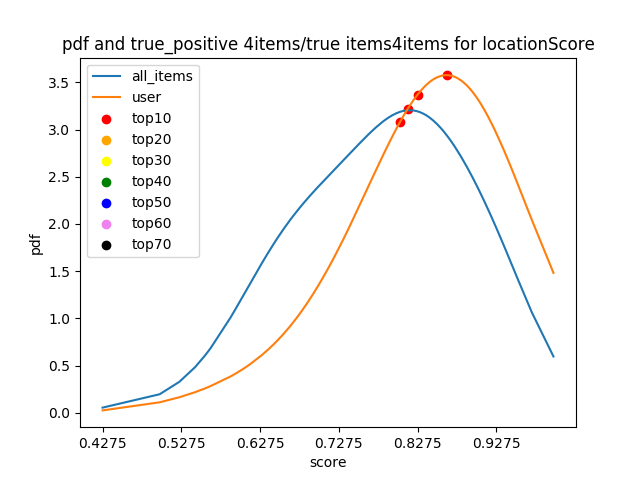 pdf and true_positive 4items/true items4items for locationScore
all_items
user
top10
top20
top30
top40
top50
top60
top70
3.5
3.0
2.5
2.0
1.5
1.0
0.5
0.0
pdf
0.4275 0.5275 0.6275 0.7275 0.8275 0.9275
score